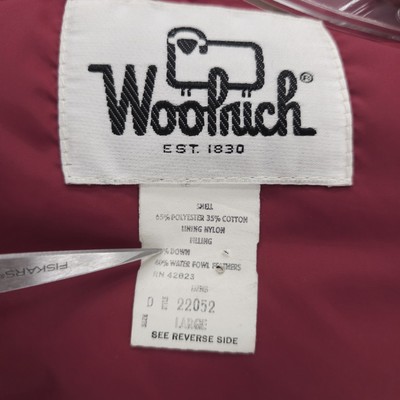 Woolrich®
EST. 1830
SHELL
65% POLYESTER 35% COTTON
LINING NYLON
FILLING
DOWN
WATER FOWL FEATHERS
RN 42023
D 22052
LARGE
SEE REVERSE SIDE
FISKARS